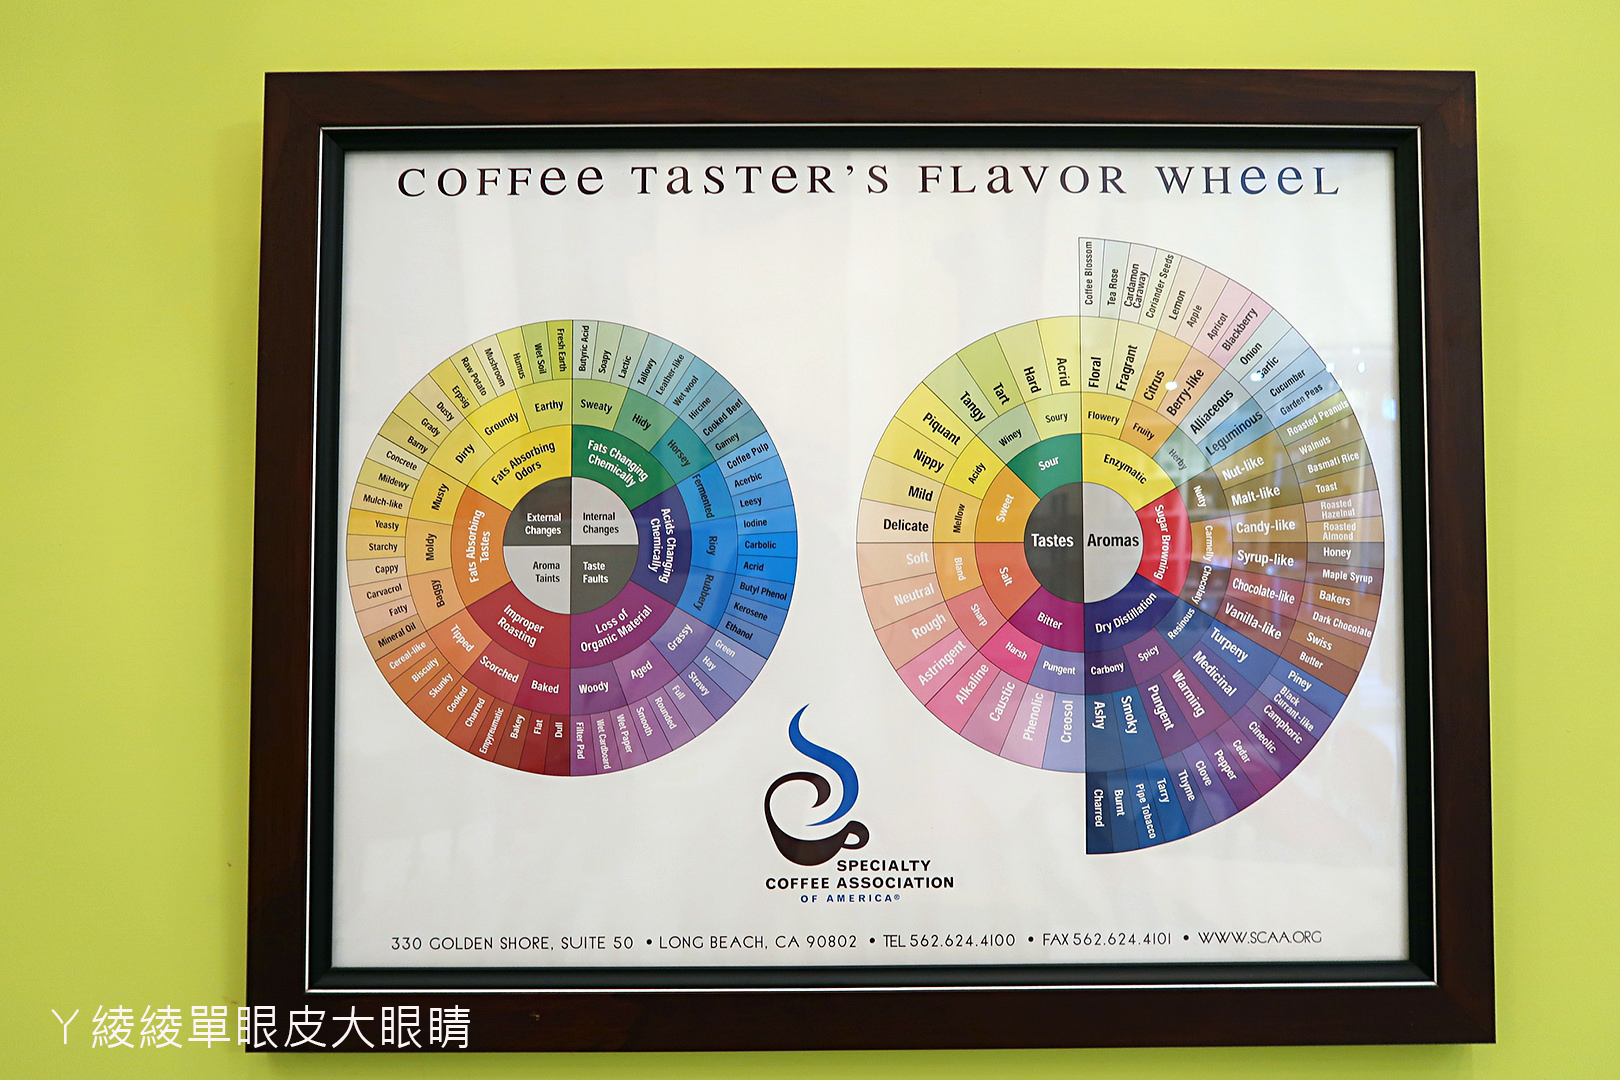 COFFee TaSTeR'S FLaVOR WHeeL
External Changes
Internal Changes
Aroma Taints
Taste Faults
Fats Absorbing Odors
Fats Changing Chemically
Acids Changing Chemically
Loss of Organic Material
Improper Roasting
Fats Absorbing Tastes
Sweaty
Hidy
Horsey
Fermented
Rioy
Rubbery
Grassy
Aged
Woody
Baked
Scorched
Tipped
Baggy
Moldy
Musty
Dirty
Groundy
Earthy
Butyric Acid
Soapy
Lactic
Tallowy
Leather-like
Wet wool
Hircine
Cooked Beef
Gamey
Coffee Pulp
Acerbic
Leesy
Iodine
Carbolic
Acrid
Butyl Phenol
Kerosene
Ethanol
Green
Hay
Strawy
Full
Rounded
Smooth
Wet Paper
Wet Cardboard
Filter Pad
Dull
Flat
Bakey
Empyreumatic
Charred
Cooked
Skunky
Biscuity
Cereal-like
Mineral Oil
Fatty
Carvacrol
Cappy
Starchy
Yeasty
Mulch-like
Mildewy
Concrete
Barny
Grady
Dusty
Erpsig
Raw Potato
Mushroom
Humus
Wet Soil
Fresh Earth
Tastes
Aromas
Sour
Sweet
Salt
Bitter
Enzymatic
Sugar Browning
Dry Distillation
Soury
Winey
Acidy
Mellow
Bland
Sharp
Harsh
Pungent
Acrid
Hard
Tart
Tangy
Piquant
Nippy
Mild
Delicate
Soft
Neutral
Rough
Astringent
Alkaline
Caustic
Phenolic
Creosol
Flowery
Fruity
Herby
Nutty
Carmelly
Chocolaty
Resinous
Spicy
Carbony
Floral
Fragrant
Citrus
Berry-like
Alliaceous
Leguminous
Nut-like
Malt-like
Candy-like
Syrup-like
Chocolate-like
Vanilla-like
Turpeny
Medicinal
Warming
Pungent
Smoky
Ashy
Coffee Blossom
Tea Rose
Cardamon Caraway
Coriander Seeds
Lemon
Apple
Apricot
Blackberry
Onion
Garlic
Cucumber
Garden Peas
Roasted Peanuts
Walnuts
Basmati Rice
Toast
Roasted Hazelnut
Roasted Almond
Honey
Maple Syrup
Bakers
Dark Chocolate
Swiss
Butter
Piney
Black Currant-like
Camphoric
Cineolic
Cedar
Pepper
Clove
Thyme
Tarry
Pipe Tobacco
Burnt
Charred
SPECIALTY
COFFEE ASSOCIATION
OF AMERICA®
330 GOLDEN SHORE, SUITE 50 • LONG BEACH, CA 90802 • TEL 562.624.4100 • FAX 562.624.4101 • WWW.SCAA.ORG
ㄚ綾綾單眼皮大眼睛